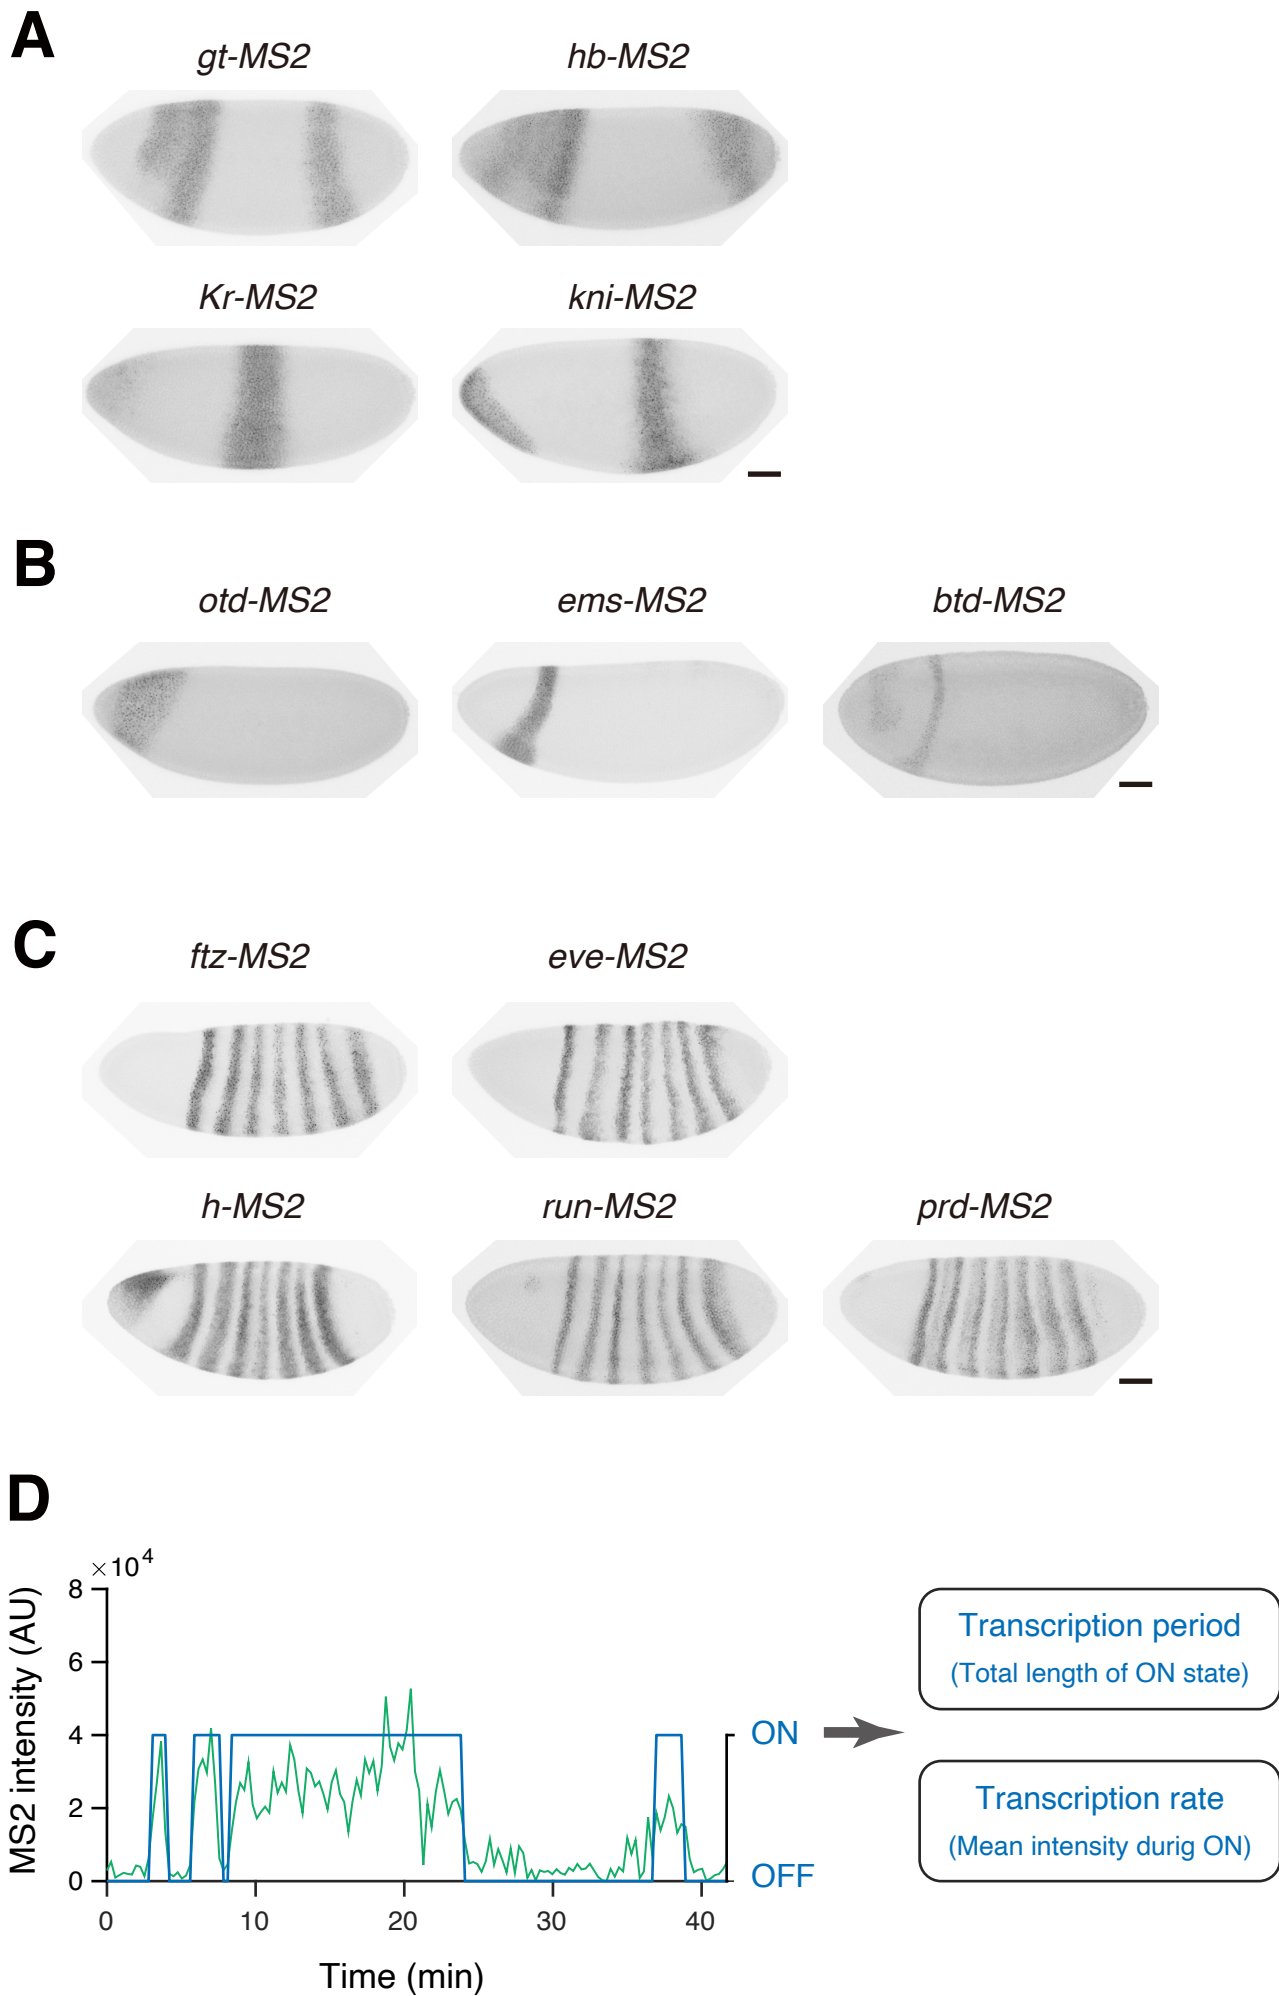 A
gt-MS2
hb-MS2
Kr-MS2
kni-MS2
B
otd-MS2
ems-MS2
btd-MS2
C
ftz-MS2
eve-MS2
h-MS2
run-MS2
prd-MS2
D
×10⁴
MS2 intensity (AU)
8
6
4
2
0
0
10
20
30
40
Time (min)
ON
OFF
Transcription period
(Total length of ON state)
Transcription rate
(Mean intensity durig ON)